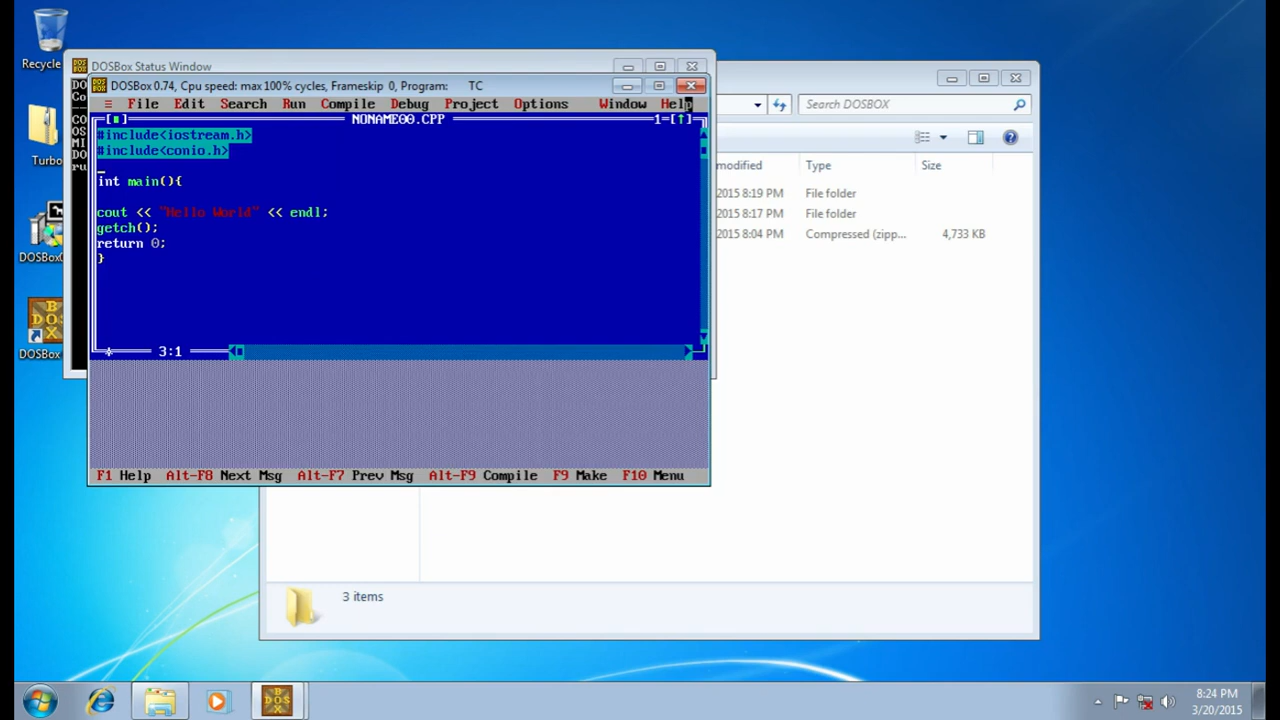 Recycle
Turbo
DOSBox
DOSBox
DOSBox Status Window
DOSBox 0.74, Cpu speed: max 100% cycles, Frameskip 0, Program: TC
≡ File Edit Search Run Compile Debug Project Options Window Help
NONAME00.CPP
1=[↑]
#include<iostream.h>
#include<conio.h>
int main(){
cout << "Hello World" << endl;
getch();
return 0;
}
3:1
F1 Help Alt-F8 Next Msg Alt-F7 Prev Msg Alt-F9 Compile F9 Make F10 Menu
Search DOSBOX
modified Type Size
2015 8:19 PM File folder
2015 8:17 PM File folder
2015 8:04 PM Compressed (zipp... 4,733 KB
3 items
8:24 PM
3/20/2015